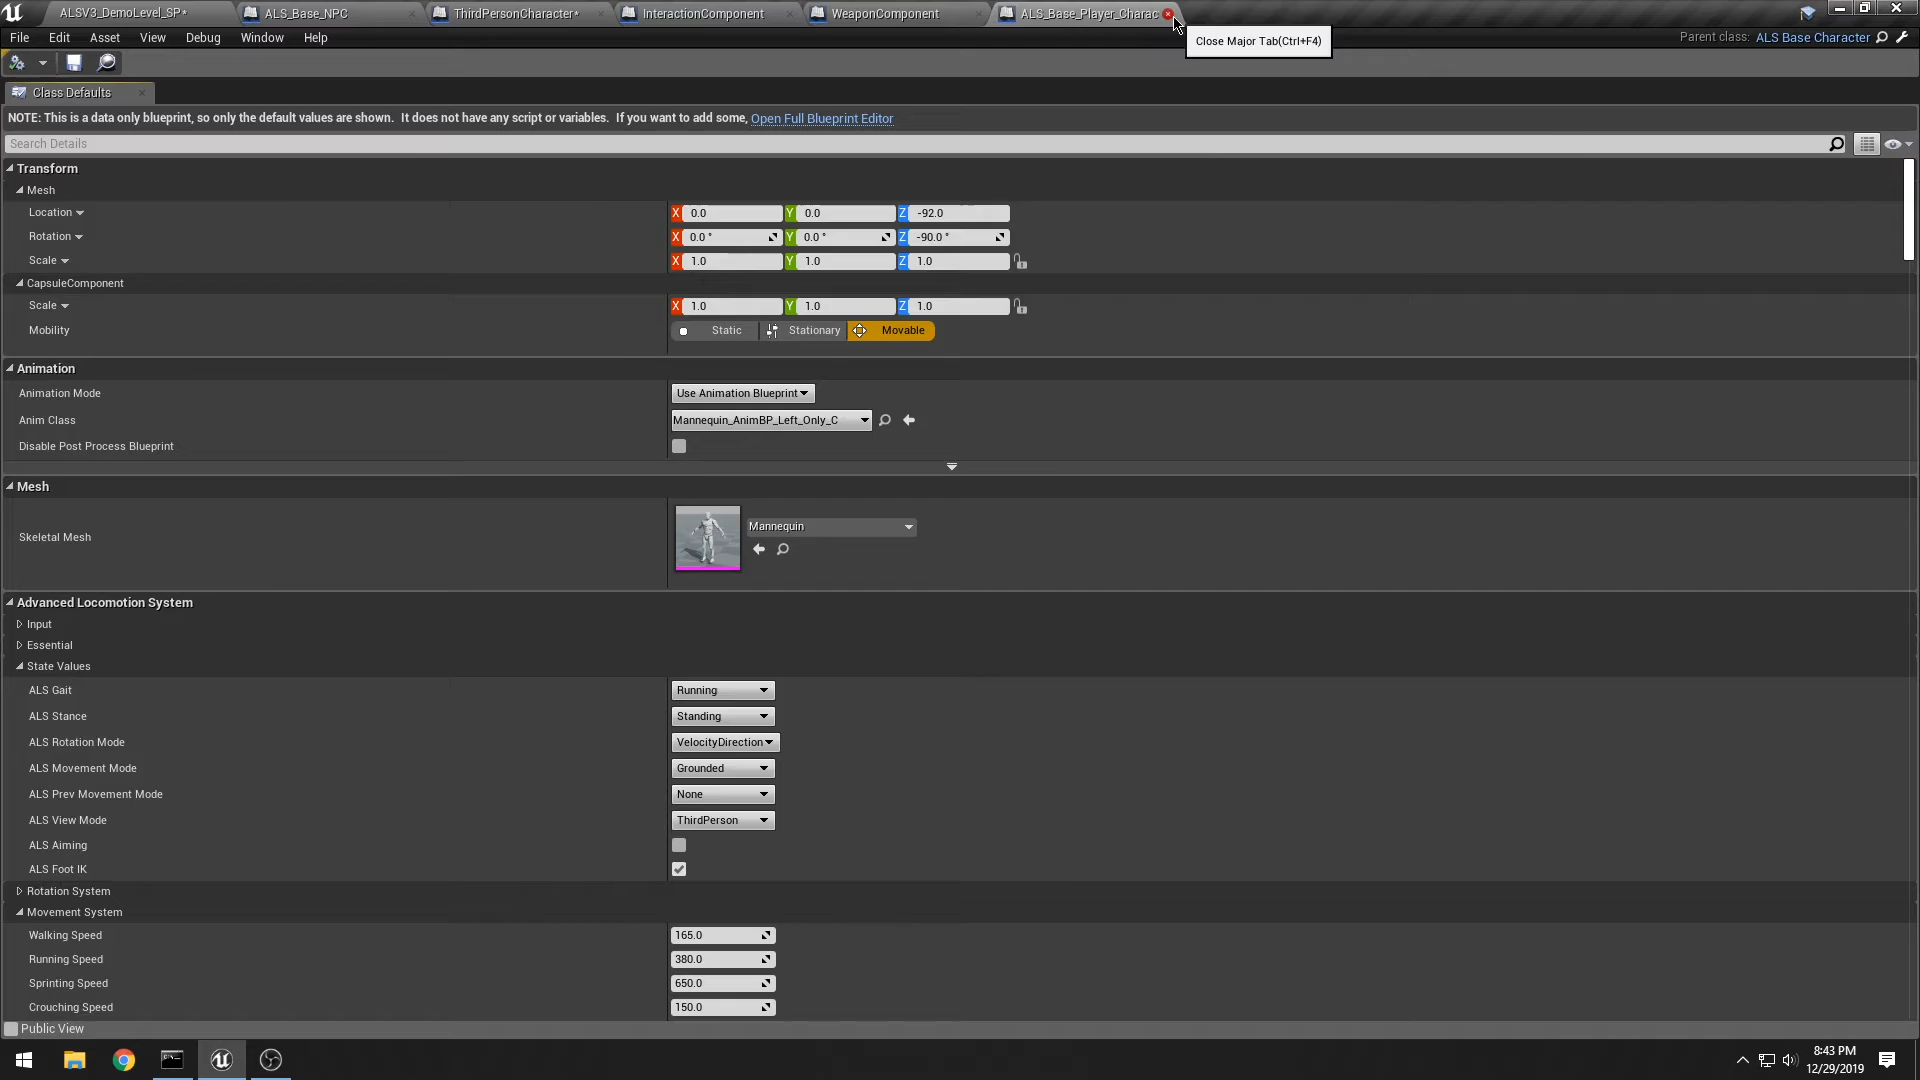 ALSV3_DemoLevel_SP*
ALS_Base_NPC
ThirdPersonCharacter*
InteractionComponent
WeaponComponent
ALS_Base_Player_Charac
Close Major Tab(Ctrl+F4)
File Edit Asset View Debug Window Help
Parent class: ALS Base Character
Class Defaults
NOTE: This is a data only blueprint, so only the default values are shown. It does not have any script or variables. If you want to add some, Open Full Blueprint Editor
Search Details
Transform
Mesh
Location X 0.0 Y 0.0 Z -92.0
Rotation X 0.0 ° Y 0.0 ° Z -90.0 °
Scale X 1.0 Y 1.0 Z 1.0
CapsuleComponent
Scale X 1.0 Y 1.0 Z 1.0
Mobility Static Stationary Movable
Animation
Animation Mode Use Animation Blueprint
Anim Class Mannequin_AnimBP_Left_Only_C
Disable Post Process Blueprint
Mesh
Skeletal Mesh Mannequin
Advanced Locomotion System
Input
Essential
State Values
ALS Gait Running
ALS Stance Standing
ALS Rotation Mode VelocityDirection
ALS Movement Mode Grounded
ALS Prev Movement Mode None
ALS View Mode ThirdPerson
ALS Aiming
ALS Foot IK
Rotation System
Movement System
Walking Speed 165.0
Running Speed 380.0
Sprinting Speed 650.0
Crouching Speed 150.0
Public View
8:43 PM
12/29/2019